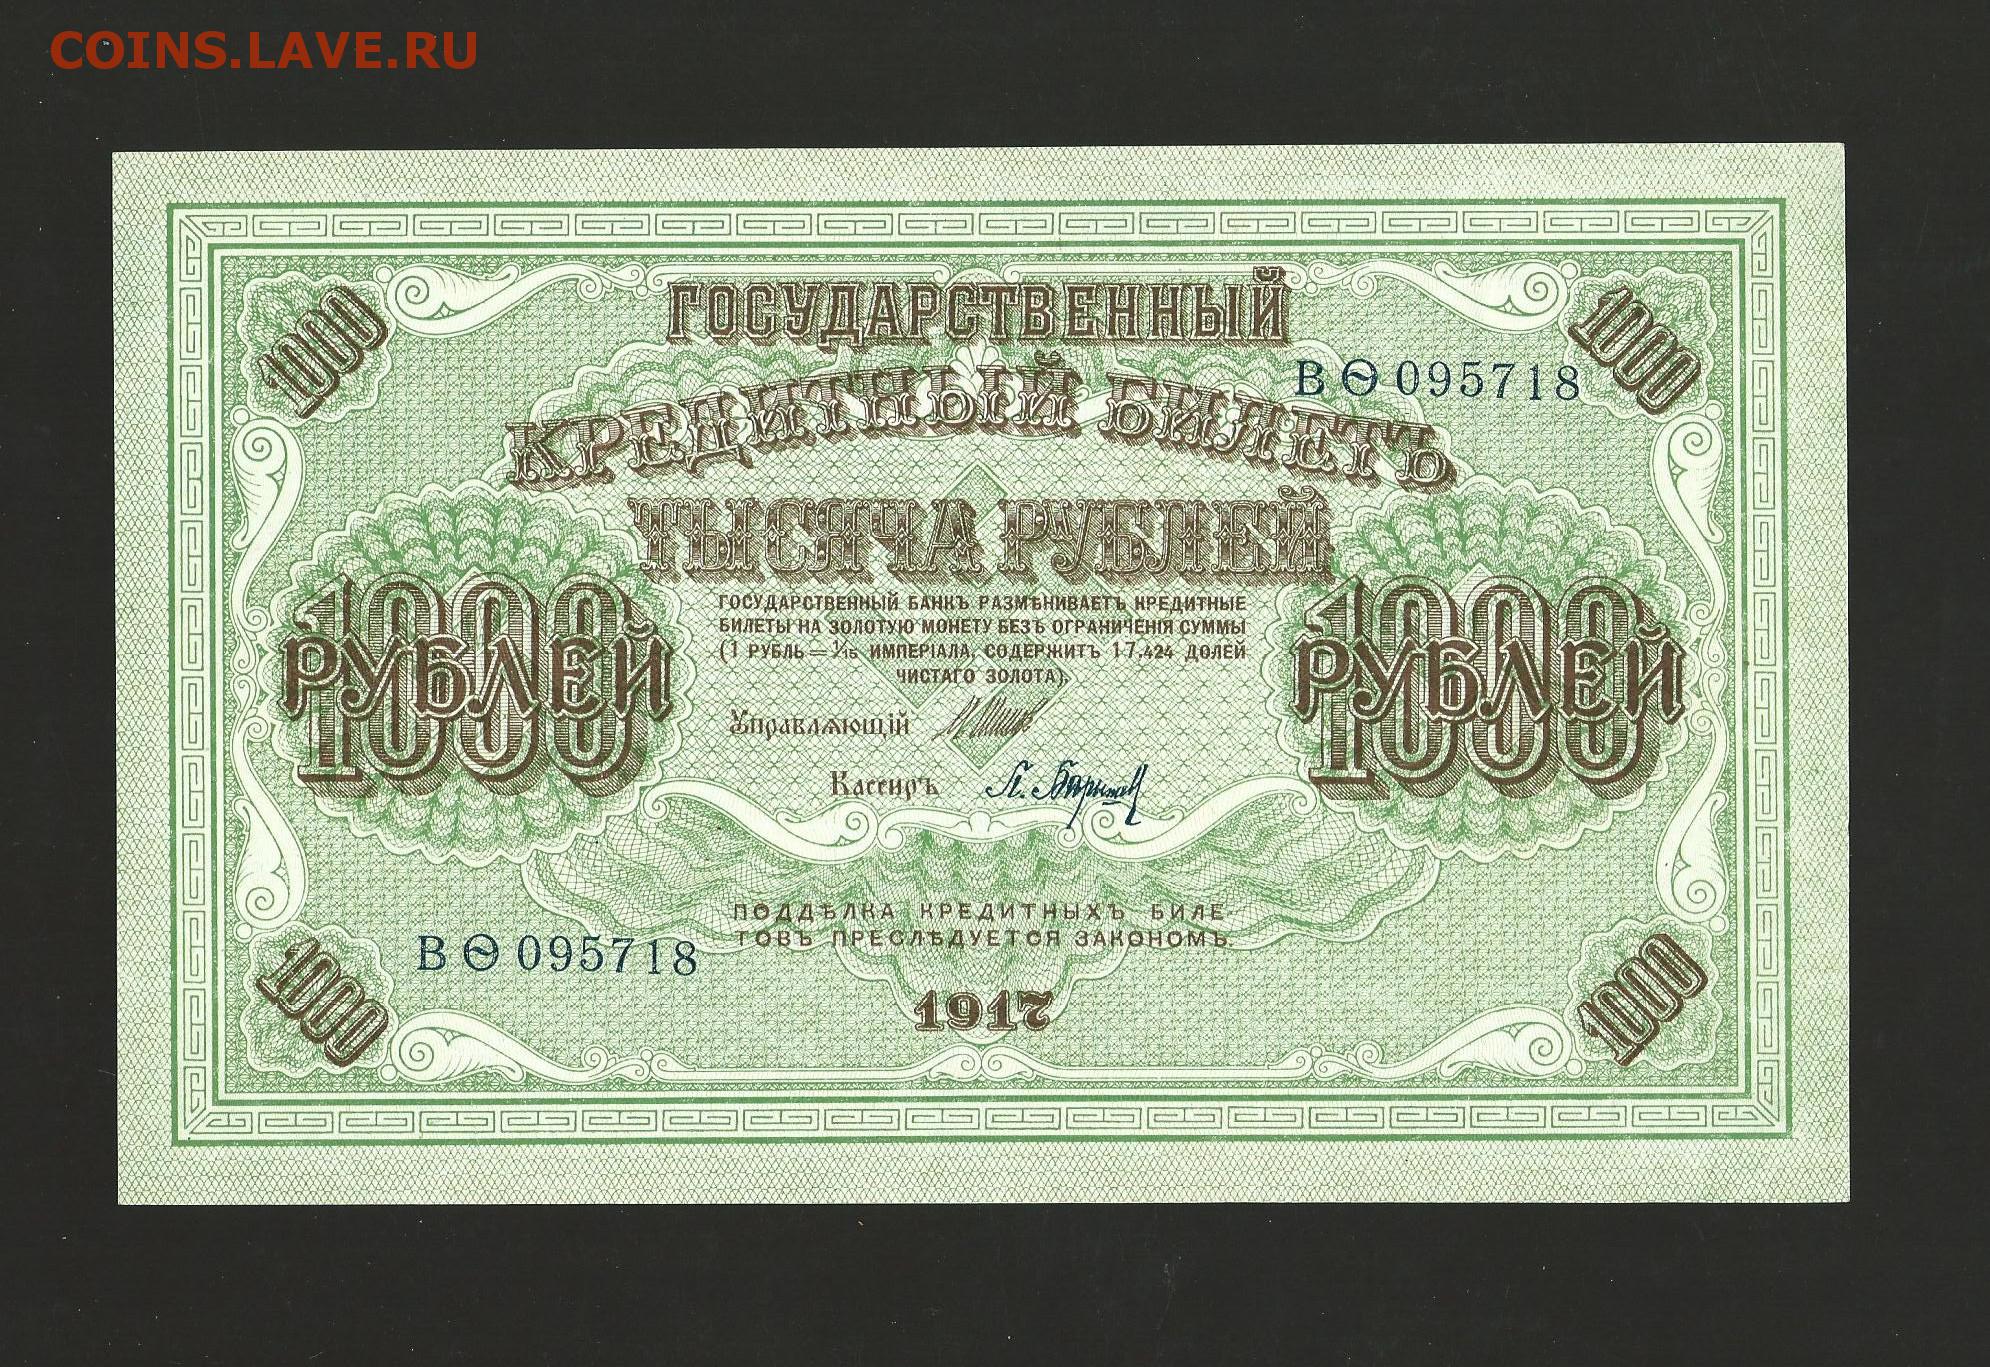 COINS.LAVE.RU
1000 1000
ГОСУДАРСТВЕННЫЙ
ВѲ 095718
КРЕДИТНЫЙ БИЛЕТЪ
ТЫСЯЧА РУБЛЕЙ
1000 РУБЛЕЙ
1000 РУБЛЕЙ
ГОСУДАРСТВЕННЫЙ БАНКЪ РАЗМѢНИВАЕТЪ КРЕДИТНЫЕ
БИЛЕТЫ НА ЗОЛОТУЮ МОНЕТУ БЕЗЪ ОГРАНИЧЕНІЯ СУММЫ
(1 РУБЛЬ — 1/15 ИМПЕРІАЛА, СОДЕРЖИТЪ 17,424 ДОЛЕЙ
ЧИСТАГО ЗОЛОТА).
Управляющій
Кассиръ
ПОДДѢЛКА КРЕДИТНЫХЪ БИЛЕ
ТОВЪ ПРЕСЛѢДУЕТСЯ ЗАКОНОМЪ.
ВѲ 095718
1917
1000 1000